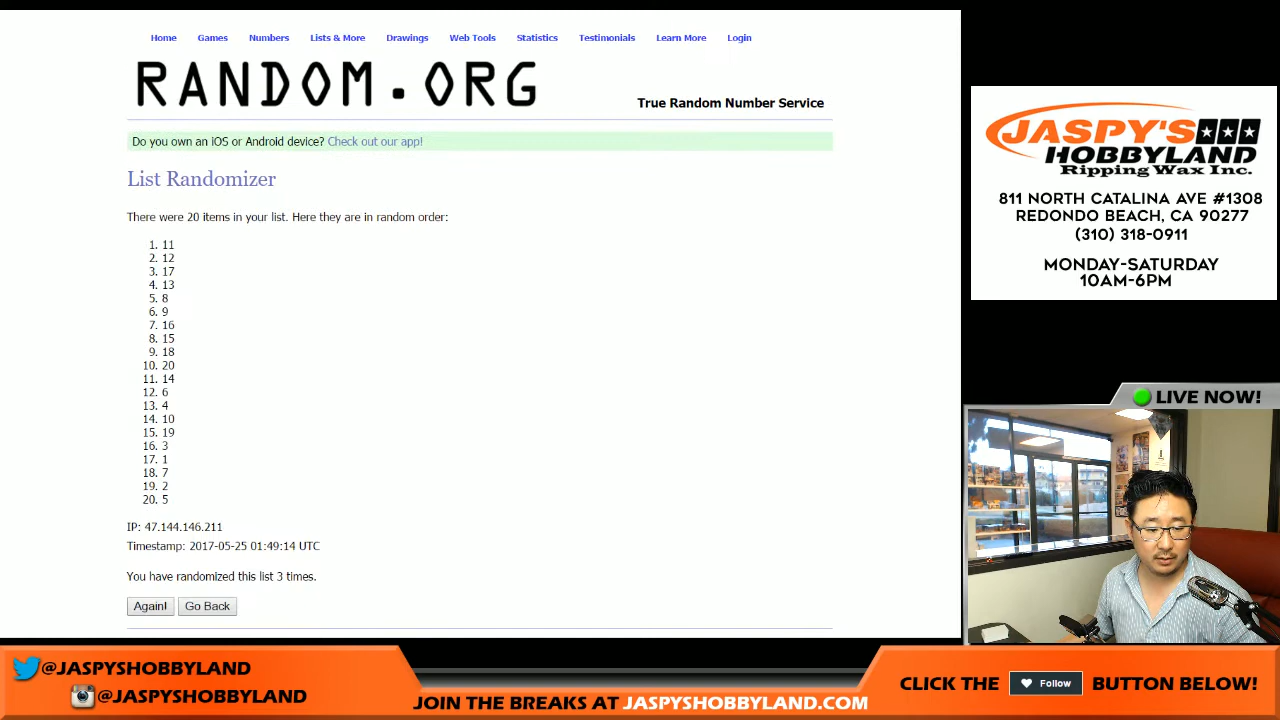 Home Games Numbers Lists & More Drawings Web Tools Statistics Testimonials Learn More Login
RANDOM.ORG
True Random Number Service
Do you own an iOS or Android device? Check out our app!
List Randomizer
There were 20 items in your list. Here they are in random order:
1. 11
2. 12
3. 17
4. 13
5. 8
6. 9
7. 16
8. 15
9. 18
10. 20
11. 14
12. 6
13. 4
14. 10
15. 19
16. 3
17. 1
18. 7
19. 2
20. 5
IP: 47.144.146.211
Timestamp: 2017-05-25 01:49:14 UTC
You have randomized this list 3 times.
Again! Go Back
JASPY'S
HOBBYLAND
Ripping Wax Inc.
811 NORTH CATALINA AVE #1308
REDONDO BEACH, CA 90277
(310) 318-0911
MONDAY-SATURDAY
10AM-6PM
LIVE NOW!
@JASPYSHOBBYLAND
@JASPYSHOBBYLAND
JOIN THE BREAKS AT JASPYSHOBBYLAND.COM
CLICK THE Follow BUTTON BELOW!